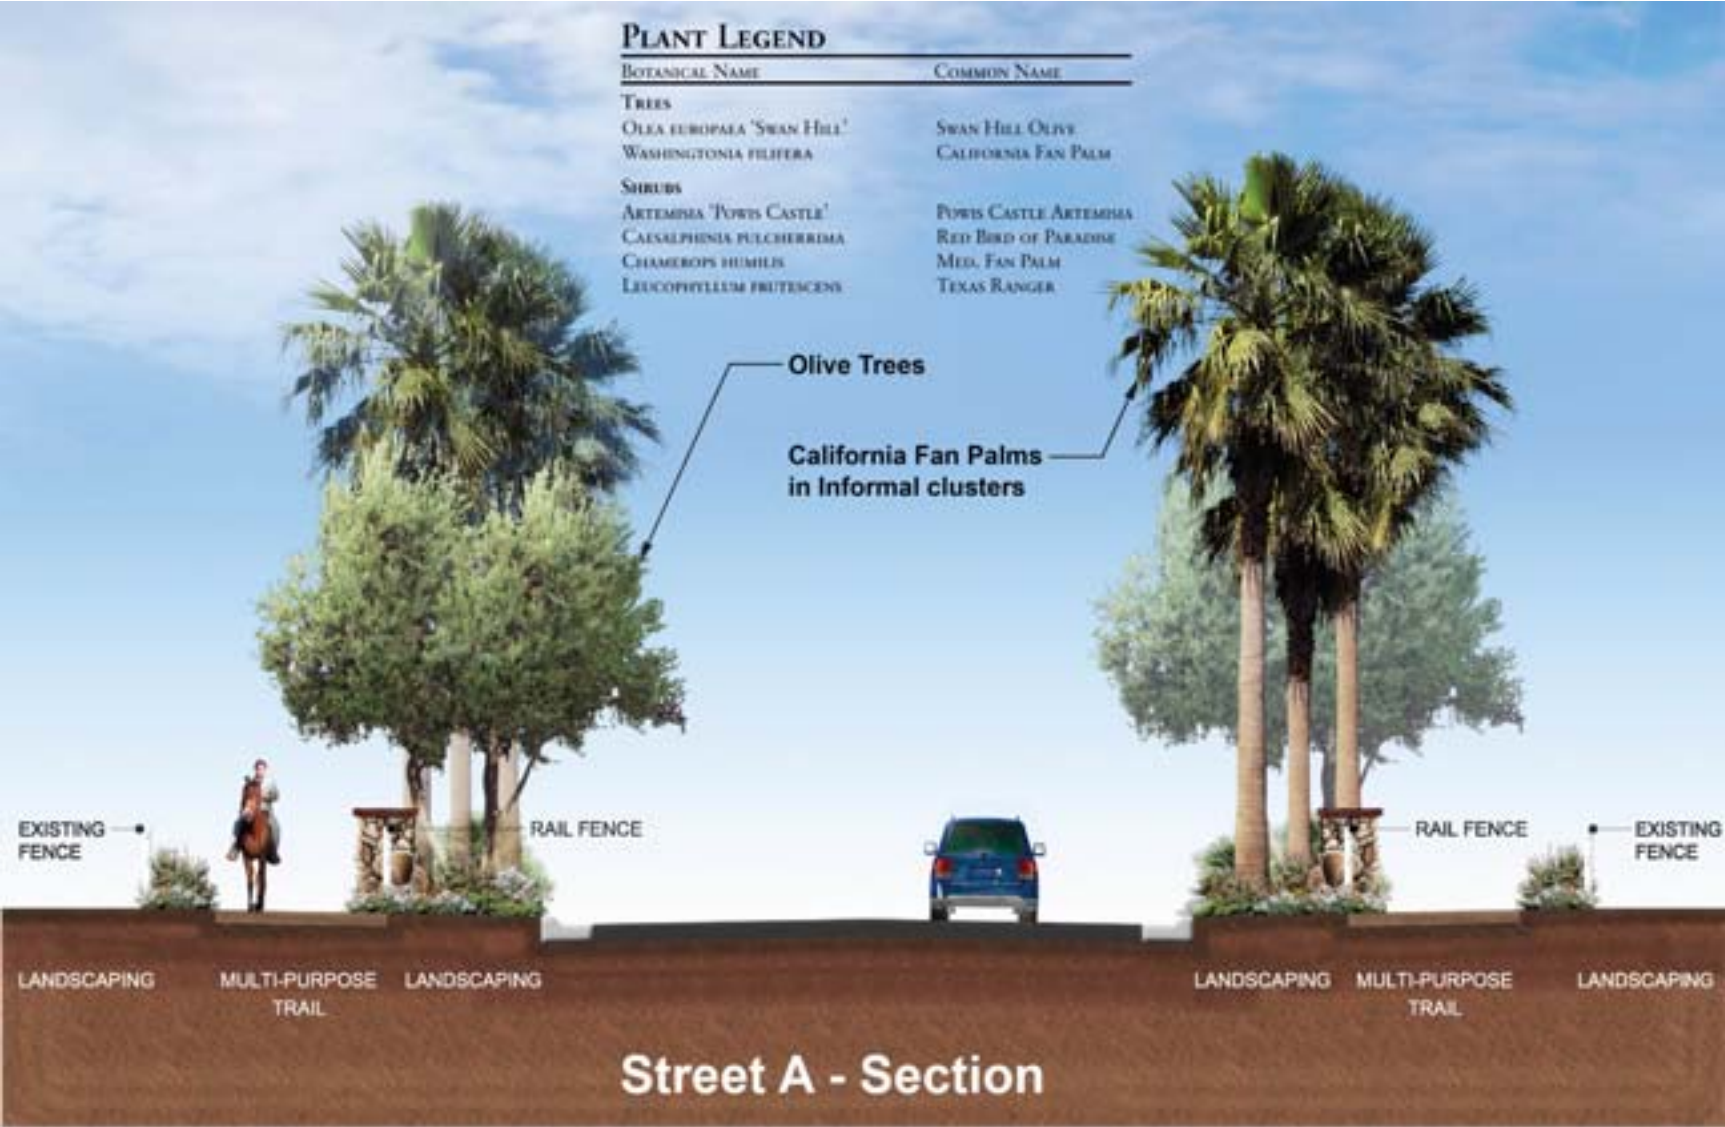 PLANT LEGEND
BOTANICAL NAME COMMON NAME
TREES
OLEA EUROPAEA 'SWAN HILL' SWAN HILL OLIVE
WASHINGTONIA FILIFERA CALIFORNIA FAN PALM
SHRUBS
ARTEMISIA 'POWIS CASTLE' POWIS CASTLE ARTEMISIA
CAESALPHINIA PULCHERRIMA RED BIRD OF PARADISE
CHAMEROPS HUMILIS MED. FAN PALM
LEUCOPHYLLUM FRUTESCENS TEXAS RANGER
Olive Trees
California Fan Palms
in Informal clusters
EXISTING
FENCE
RAIL FENCE
RAIL FENCE
EXISTING
FENCE
LANDSCAPING
MULTI-PURPOSE
TRAIL
LANDSCAPING
LANDSCAPING
MULTI-PURPOSE
TRAIL
LANDSCAPING
Street A - Section